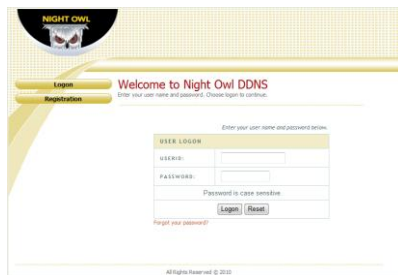 NIGHT OWL
Logon
Registration
Welcome to Night Owl DDNS
Enter your user name and password. Choose logon to continue.
Enter your user name and password below.
USER LOGON
USERID:
PASSWORD:
Password is case sensitive
Logon Reset
Forgot your password?
All Rights Reserved @ 2010